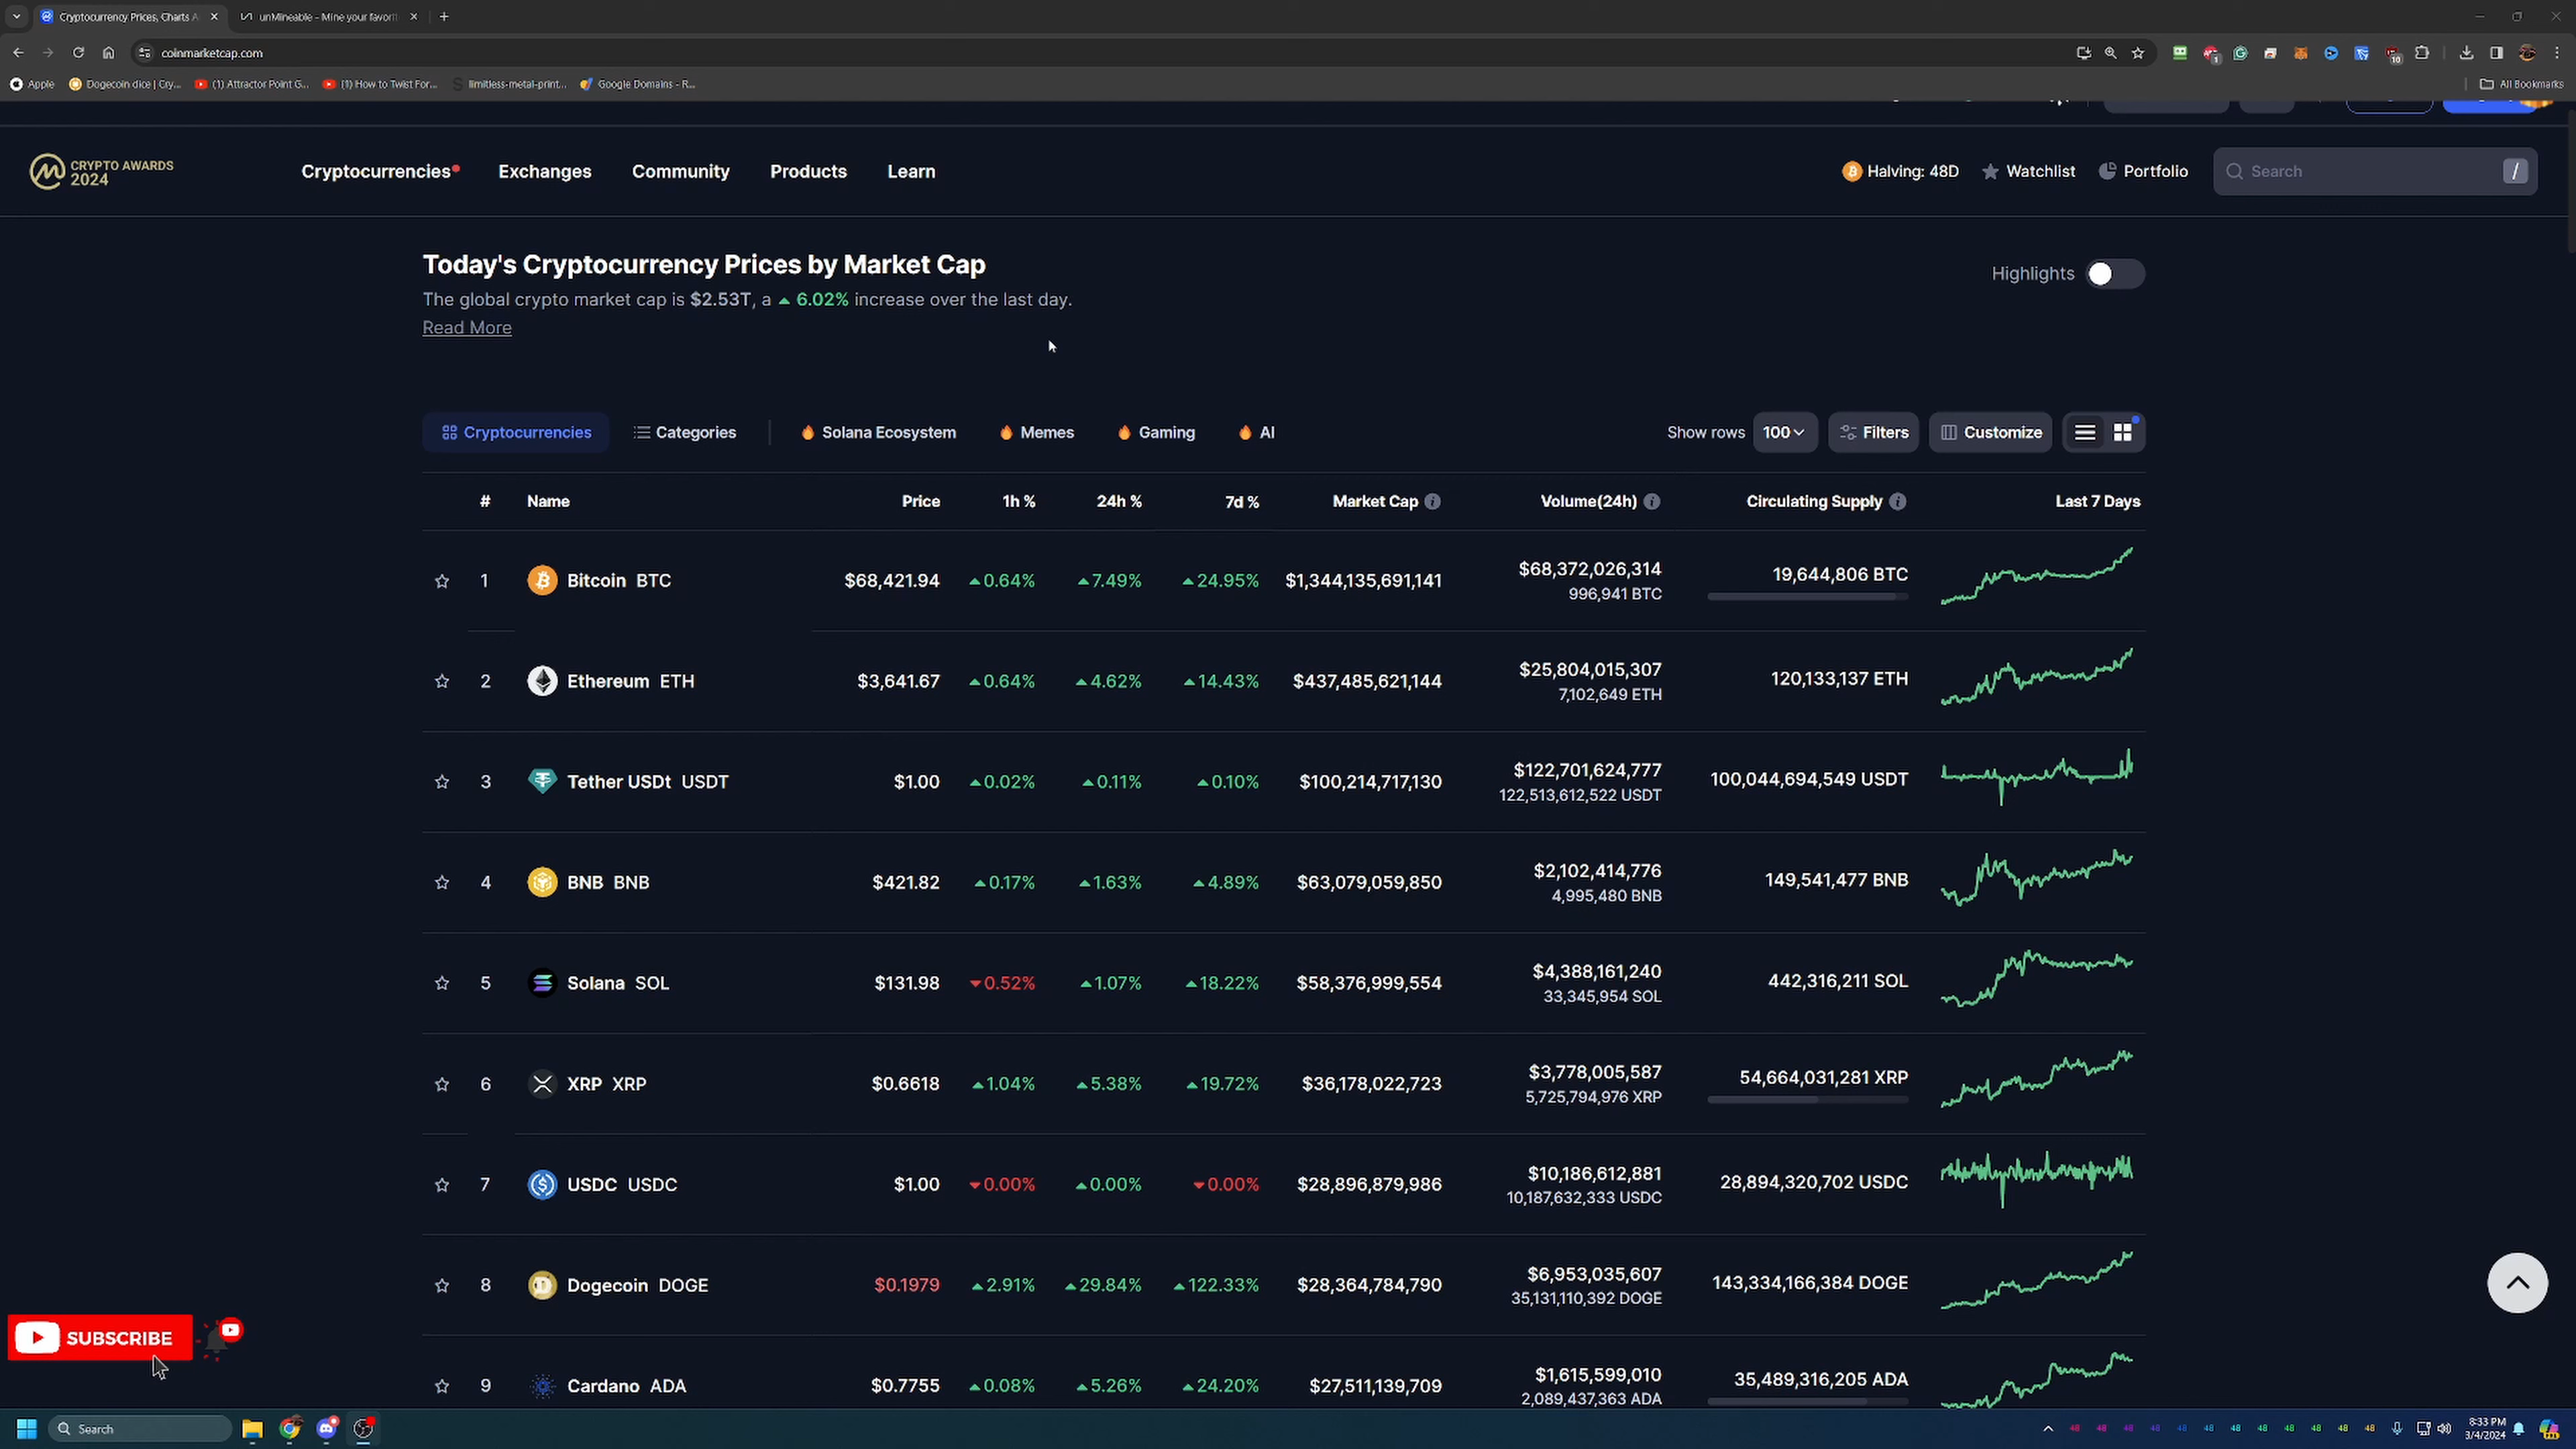 Cryptocurrency Prices, Charts A
unMineable - Mine your favori
coinmarketcap.com
Apple
Dogecoin dice | Cry...
(1) Attractor Point G...
(1) How to Twist For...
limitless-metal-print...
Google Domains - R...
All Bookmarks
CRYPTO AWARDS
2024
Cryptocurrencies
Exchanges
Community
Products
Learn
Halving: 48D
Watchlist
Portfolio
Search
/
Today's Cryptocurrency Prices by Market Cap
The global crypto market cap is $2.53T, a 6.02% increase over the last day.
Read More
Highlights
Cryptocurrencies
Categories
Solana Ecosystem
Memes
Gaming
AI
Show rows
100
Filters
Customize
# Name Price 1h % 24h % 7d % Market Cap Volume(24h) Circulating Supply Last 7 Days
1 Bitcoin BTC $68,421.94 0.64% 7.49% 24.95% $1,344,135,691,141 $68,372,026,314 19,644,806 BTC
996,941 BTC
2 Ethereum ETH $3,641.67 0.64% 4.62% 14.43% $437,485,621,144 $25,804,015,307 120,133,137 ETH
7,102,649 ETH
3 Tether USDt USDT $1.00 0.02% 0.11% 0.10% $100,214,717,130 $122,701,624,777 100,044,694,549 USDT
122,513,612,522 USDT
4 BNB BNB $421.82 0.17% 1.63% 4.89% $63,079,059,850 $2,102,414,776 149,541,477 BNB
4,995,480 BNB
5 Solana SOL $131.98 0.52% 1.07% 18.22% $58,376,999,554 $4,388,161,240 442,316,211 SOL
33,345,954 SOL
6 XRP XRP $0.6618 1.04% 5.38% 19.72% $36,178,022,723 $3,778,005,587 54,664,031,281 XRP
5,725,794,976 XRP
7 USDC USDC $1.00 0.00% 0.00% 0.00% $28,896,879,986 $10,186,612,881 28,894,320,702 USDC
10,187,632,333 USDC
8 Dogecoin DOGE $0.1979 2.91% 29.84% 122.33% $28,364,784,790 $6,953,035,607 143,334,166,384 DOGE
35,131,110,392 DOGE
9 Cardano ADA $0.7755 0.08% 5.26% 24.20% $27,511,139,709 $1,615,599,010 35,489,316,205 ADA
2,089,437,363 ADA
SUBSCRIBE
Search
48 48 48 48 48 48 48 48 48 48 48 48
8:33 PM
3/4/2024